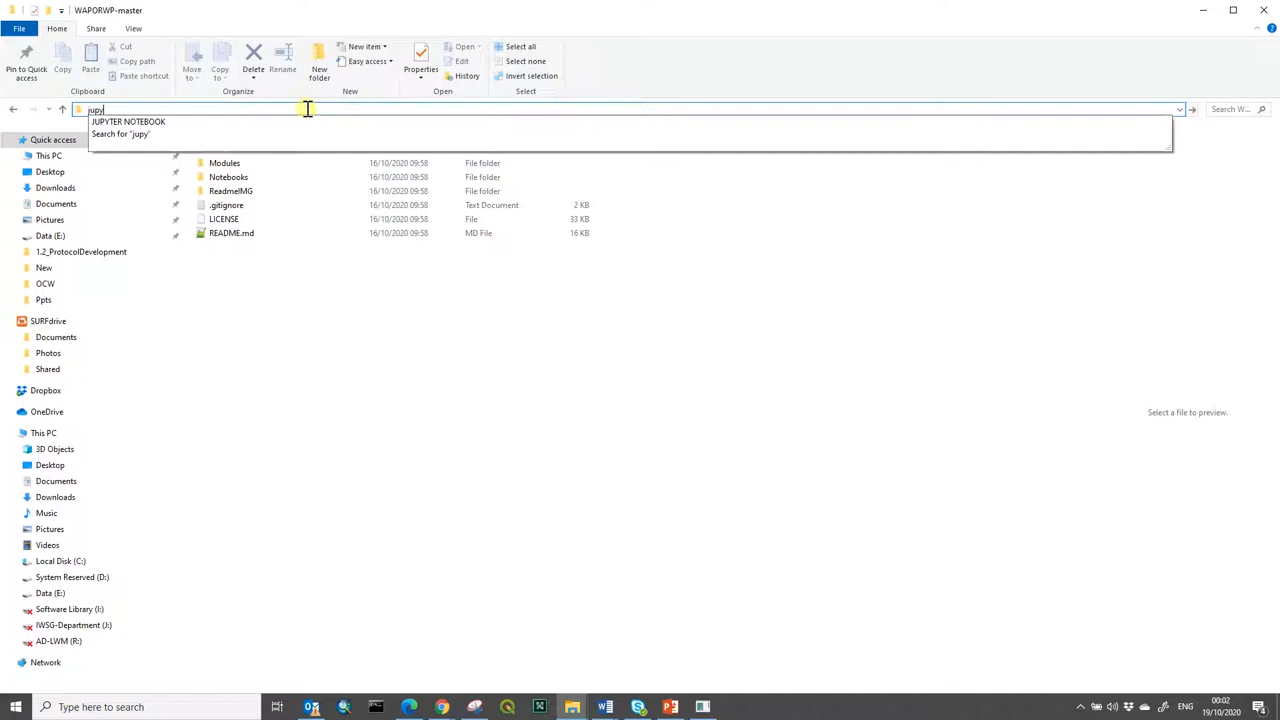 WAPORWP-master
File
Home
Share
View
Pin to Quick access
Copy
Paste
Cut
Copy path
Paste shortcut
Clipboard
Move to
Copy to
Delete
Rename
Organize
New folder
New item
Easy access
New
Properties
Open
Edit
History
Open
Select all
Select none
Invert selection
Select
jupy
Search W...
JUPYTER NOTEBOOK
Search for "jupy"
Quick access
This PC
Desktop
Downloads
Documents
Pictures
Data (E:)
1.2_ProtocolDevelopment
New
OCW
Ppts
SURFdrive
Documents
Photos
Shared
Dropbox
OneDrive
This PC
3D Objects
Desktop
Documents
Downloads
Music
Pictures
Videos
Local Disk (C:)
System Reserved (D:)
Data (E:)
Software Library (I:)
IWSG-Department (J:)
AD-LWM (R:)
Network
Modules 16/10/2020 09:58 File folder
Notebooks 16/10/2020 09:58 File folder
ReadmeIMG 16/10/2020 09:58 File folder
.gitignore 16/10/2020 09:58 Text Document 2 KB
LICENSE 16/10/2020 09:58 File 33 KB
README.md 16/10/2020 09:58 MD File 16 KB
Select a file to preview.
Type here to search
ENG
00:02
19/10/2020
4